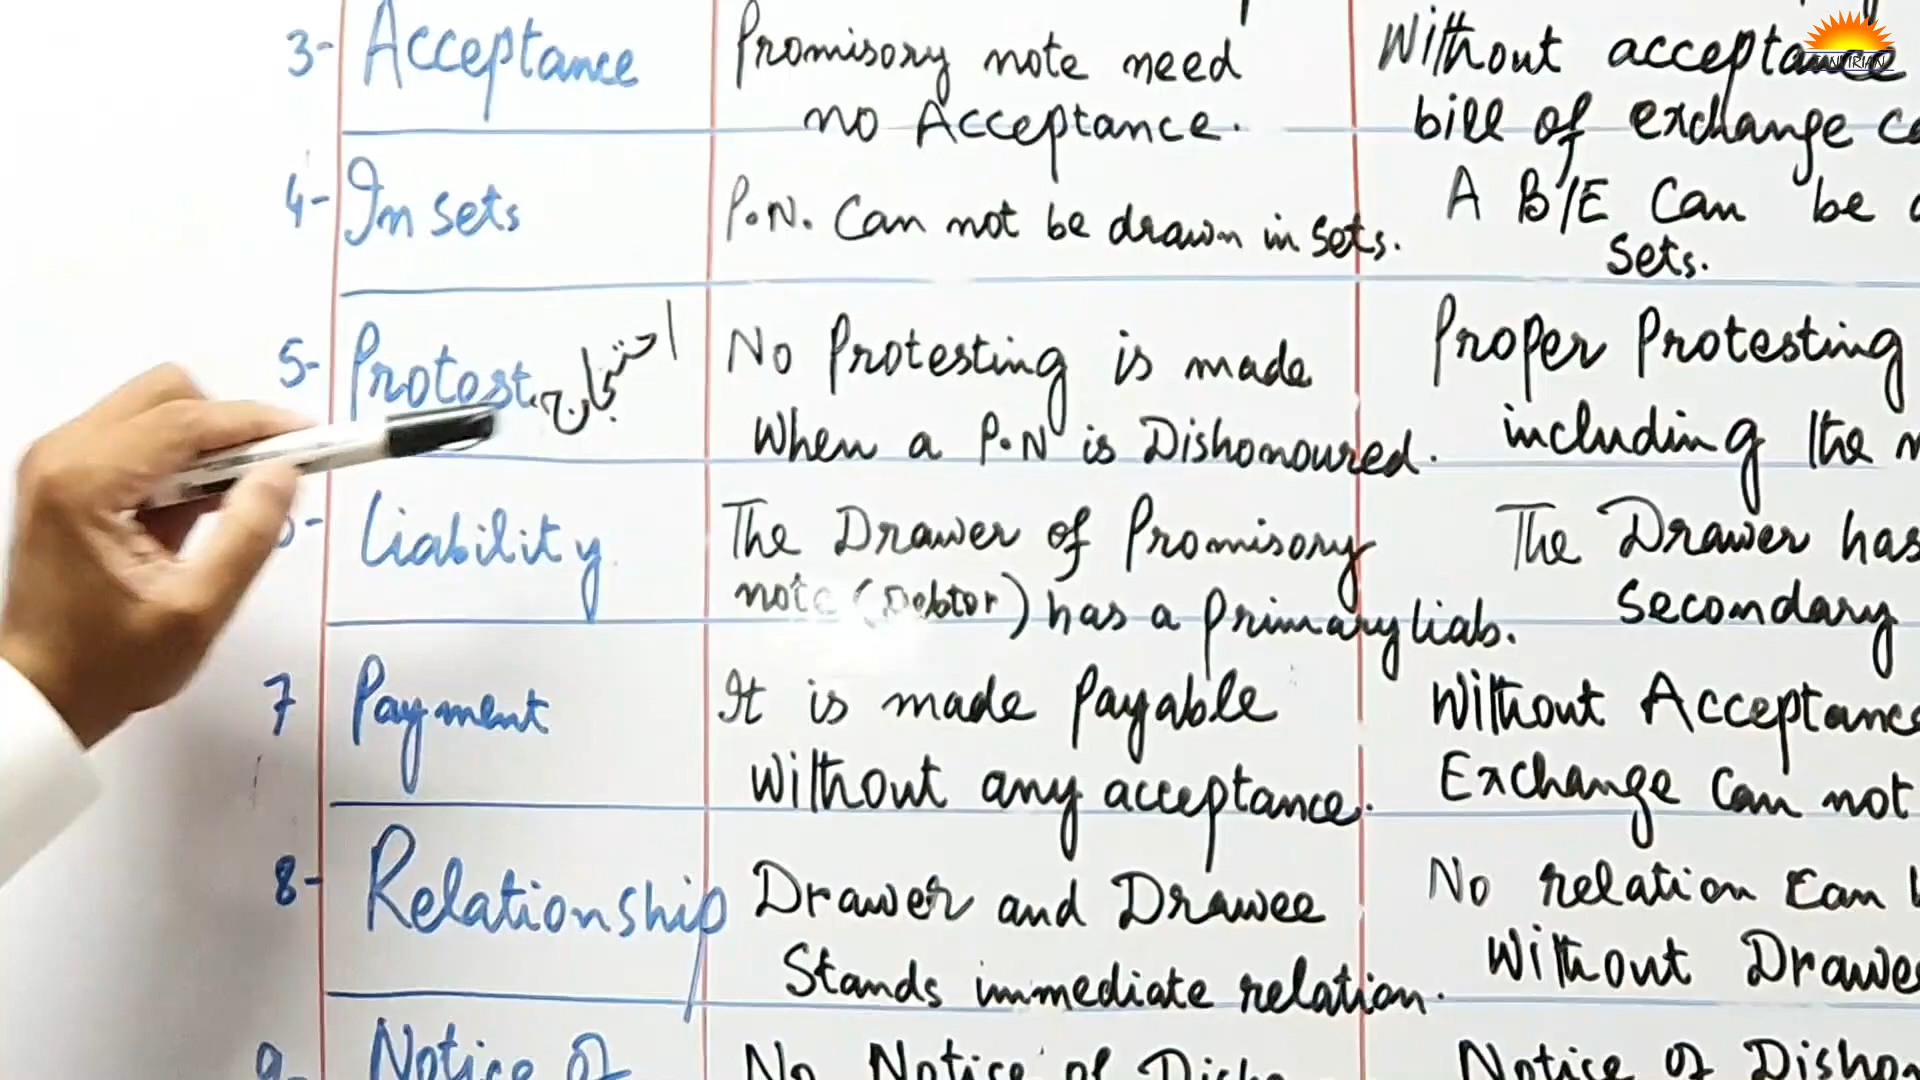 3- Acceptance
Promisory note need
no Acceptance.
Without acceptance
bill of exchange
4- In sets
P.N. Can not be drawn in Sets.
A B/E Can be
Sets.
5- Protest. احتجاج
No Protesting is made
When a P.N is Dishonoured.
Proper Protesting
including the
Liability
The Drawer of Promisory
note (Debtor) has a primary liab.
The Drawer has
Secondary
7 Payment
It is made Payable
Without any acceptance.
Without Acceptance
Exchange Can not
8- Relationship
Drawer and Drawee
Stands immediate relation.
No relation Can
Without Drawee
9- Notice of
No Notice of
Notice of